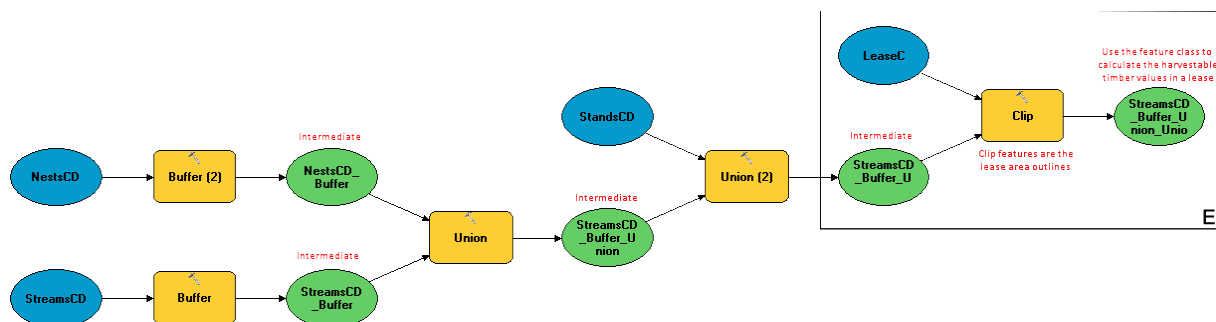 LeaseC
Use the feature class to
calculate the harvestable
timber values in a lease
StandsCD
Clip
StreamsCD
_Buffer_U
nion_Unio
Intermediate
Intermediate
StreamsCD
_Buffer_U
Clip features are the
lease area outlines
NestsCD
Buffer (2)
NestsCD_
Buffer
Union (2)
Intermediate
StreamsCD
_Buffer_U
nion
Union
E
Intermediate
StreamsCD
Buffer
StreamsCD
_Buffer